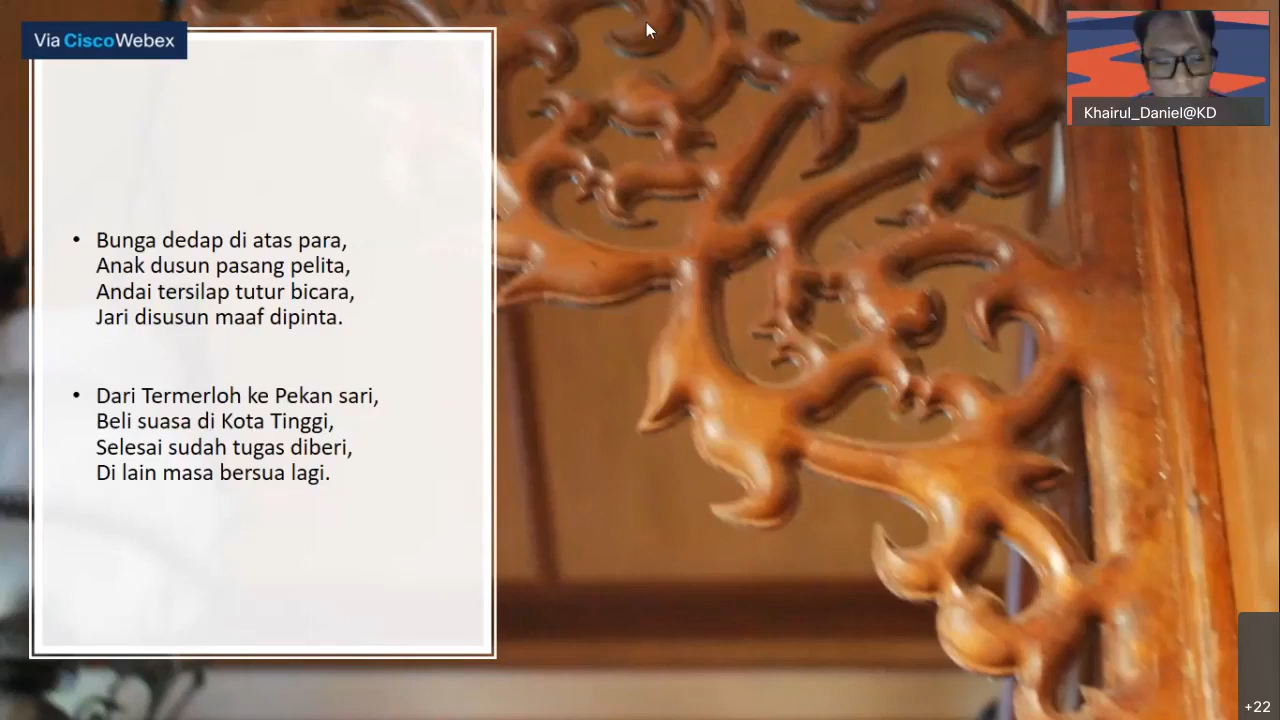 Via Cisco Webex
Khairul_Daniel@KD
• Bunga dedap di atas para,
Anak dusun pasang pelita,
Andai tersilap tutur bicara,
Jari disusun maaf dipinta.
• Dari Termerloh ke Pekan sari,
Beli suasa di Kota Tinggi,
Selesai sudah tugas diberi,
Di lain masa bersua lagi.
+22